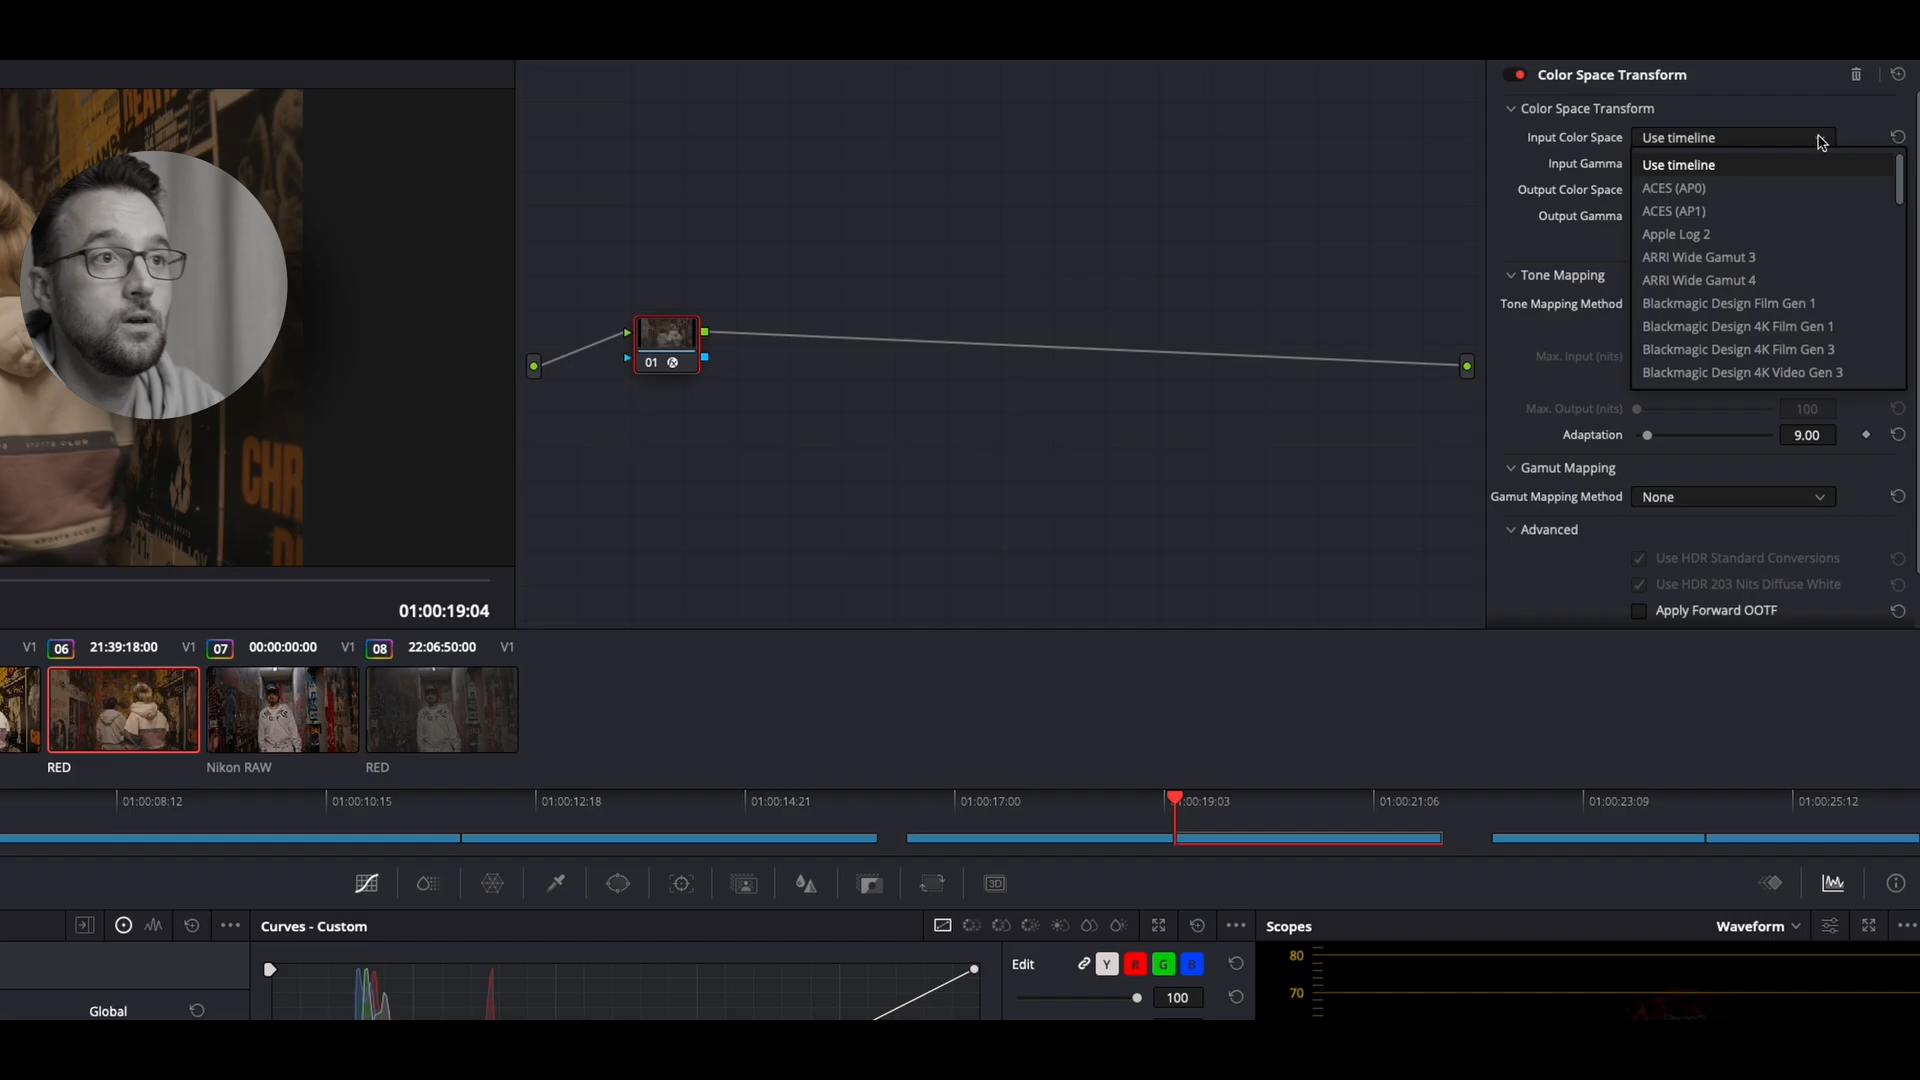 Color Space Transform
Color Space Transform
Input Color Space Use timeline
Input Gamma
Output Color Space
Output Gamma
Use timeline
ACES (AP0)
ACES (AP1)
Apple Log 2
ARRI Wide Gamut 3
ARRI Wide Gamut 4
Blackmagic Design Film Gen 1
Blackmagic Design 4K Film Gen 1
Blackmagic Design 4K Film Gen 3
Blackmagic Design 4K Video Gen 3
Tone Mapping
Tone Mapping Method
Max. Input (nits)
Max. Output (nits) 100
Adaptation 9.00
Gamut Mapping
Gamut Mapping Method None
Advanced
Use HDR Standard Conversions
Use HDR 203 Nits Diffuse White
Apply Forward OOTF
SPORTS CLUB
CHR
01
01:00:19:04
V1 06 21:39:18:00 V1 07 00:00:00:00 V1 08 22:06:50:00 V1
RED Nikon RAW RED
01:00:08:12 01:00:10:15 01:00:12:18 01:00:14:21 01:00:17:00 :00:19:03 01:00:21:06 01:00:23:09 01:00:25:12
3D
Curves - Custom
Scopes Waveform
Edit Y R G B
100
Global
80
70